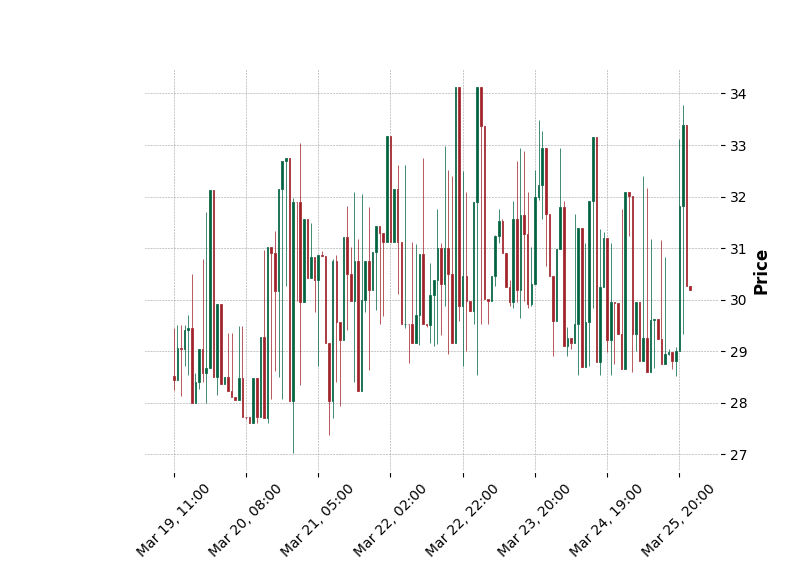 34
33
32
31
30
29
28
27
Price
Mar 19, 11:00
Mar 20, 08:00
Mar 21, 05:00
Mar 22, 02:00
Mar 22, 22:00
Mar 23, 20:00
Mar 24, 19:00
Mar 25, 20:00